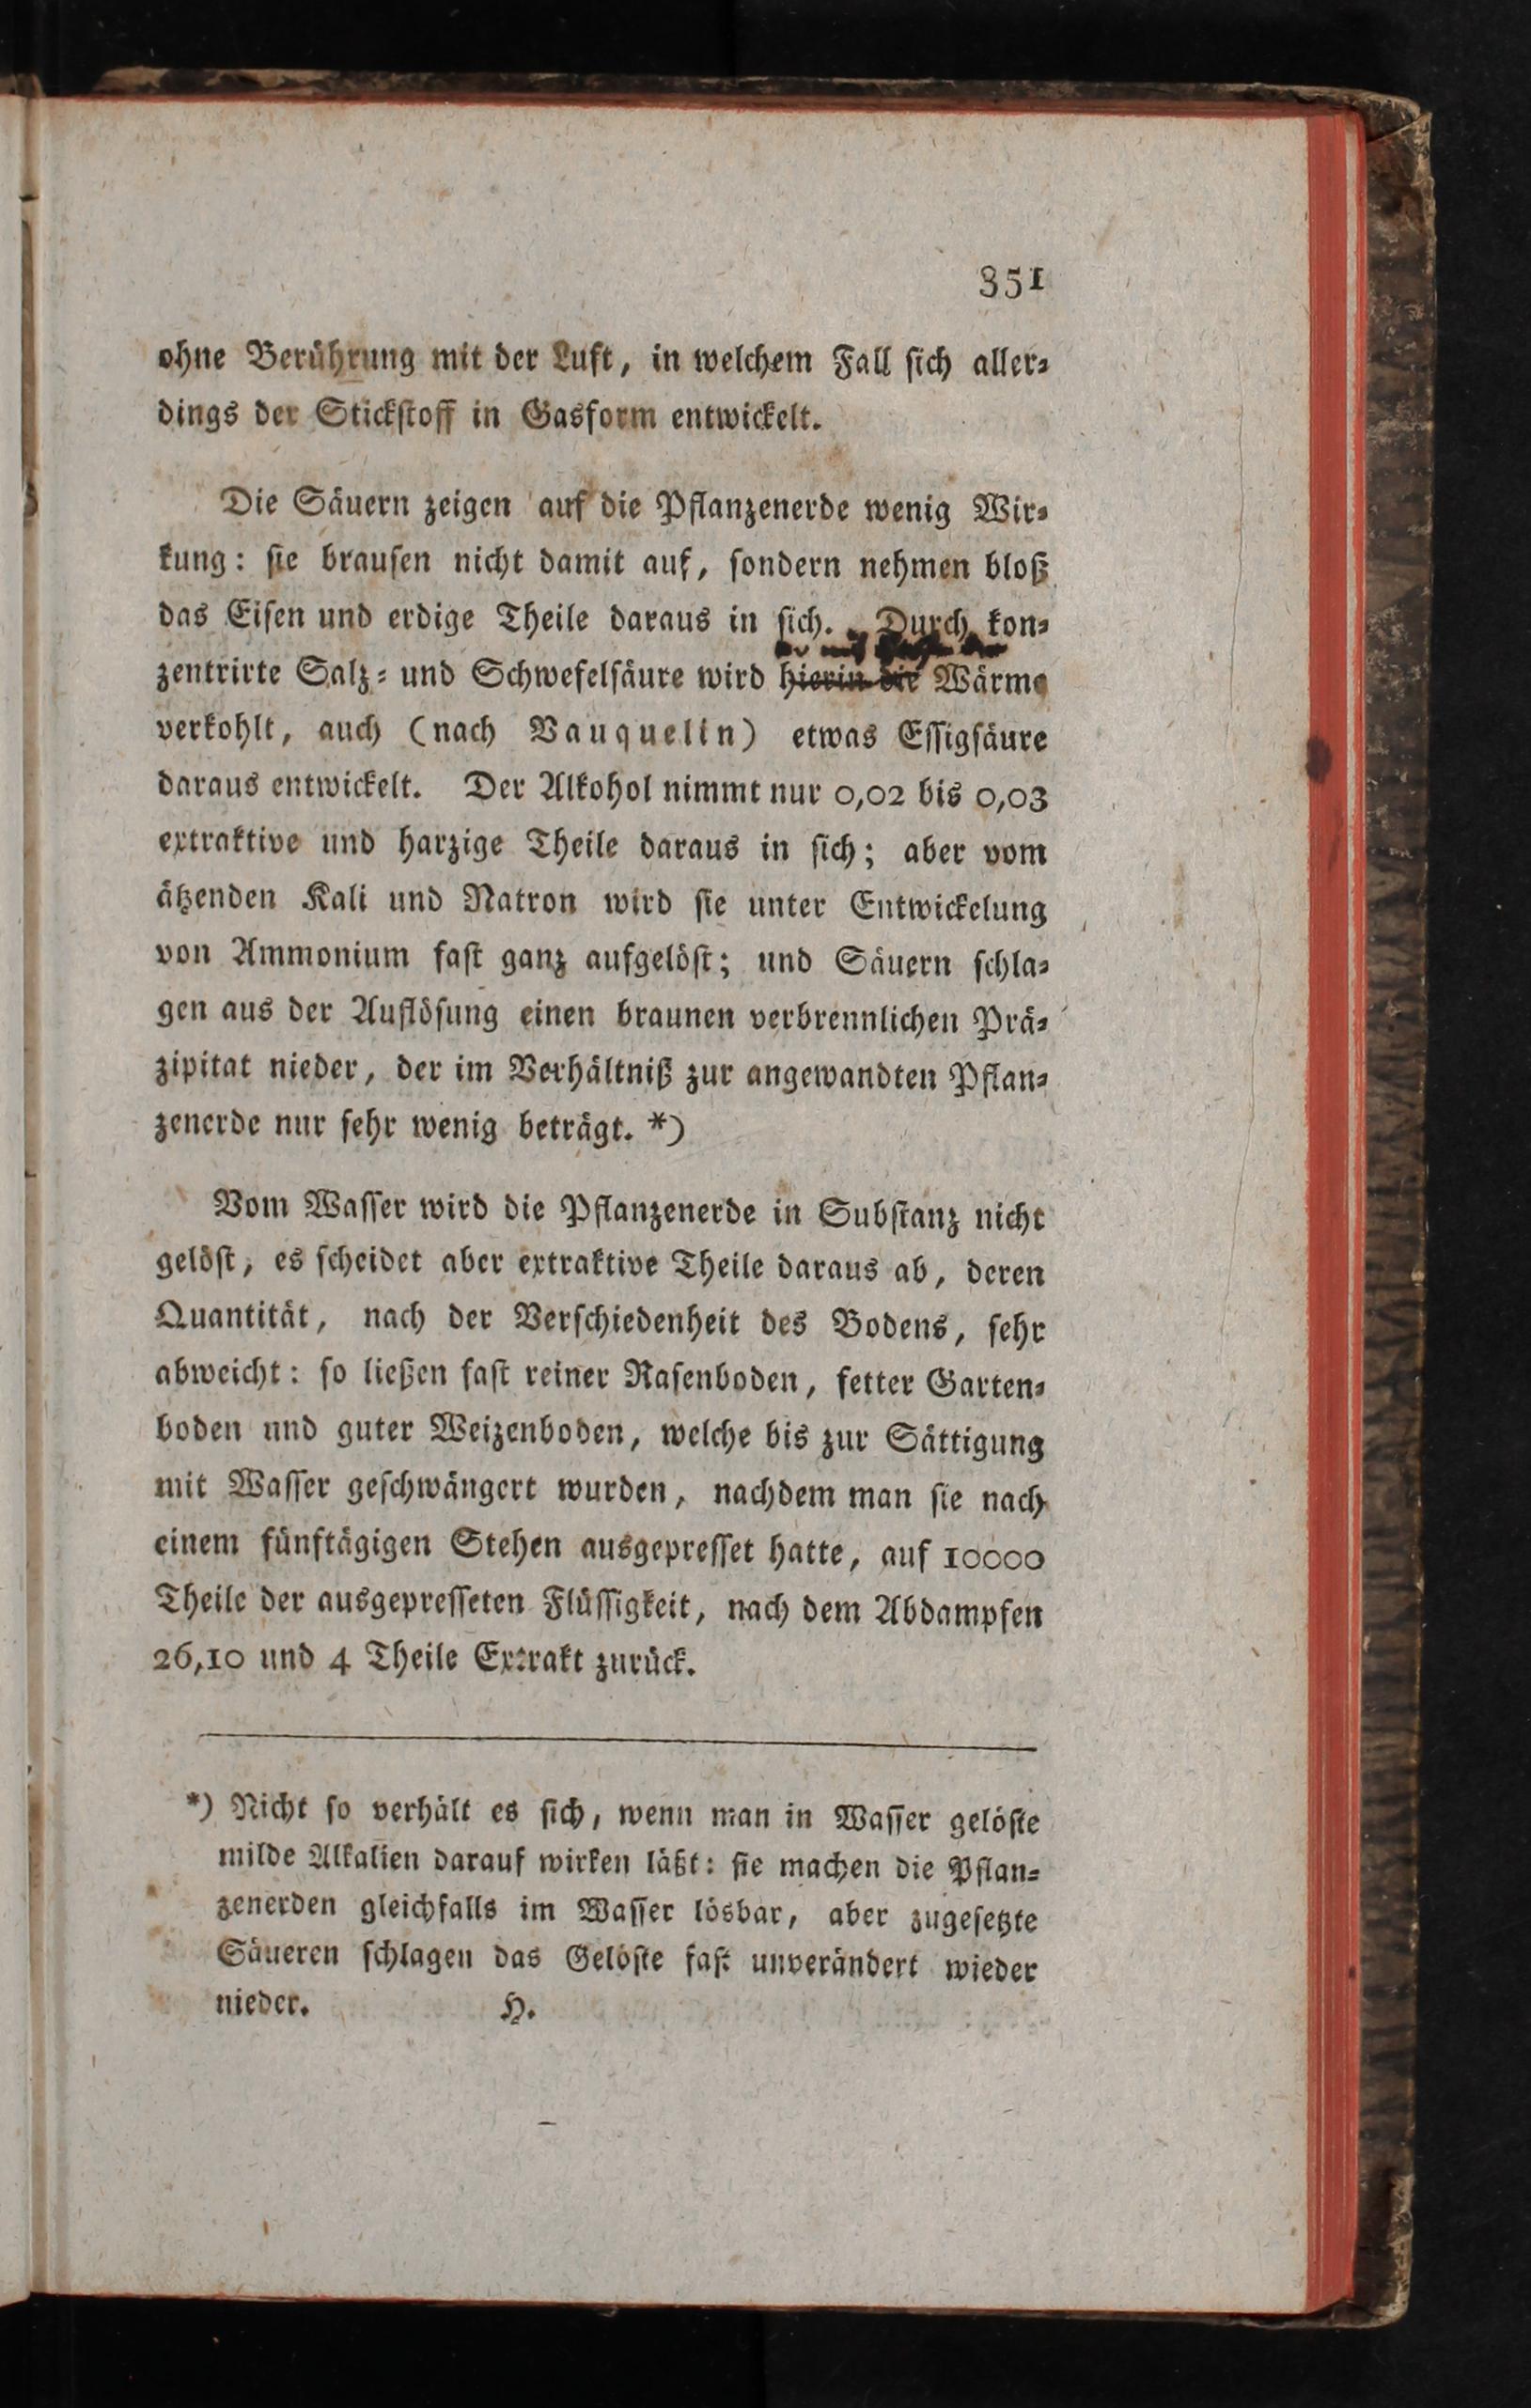 351
ohne Berührung mit der Luft, in welchem Fall sich aller-
dings der Stickstoff in Gasform entwickelt.
Die Säuern zeigen auf die Pflanzenerde wenig Wir-
kung: sie brausen nicht damit auf, sondern nehmen bloß
das Eisen und erdige Theile daraus in sich. Durch kon-
zentrirte Salz- und Schwefelsäure wird hierin die Wärme
verkohlt, auch (nach Vauquelin) etwas Essigsäure
daraus entwickelt. Der Alkohol nimmt nur 0,02 bis 0,03
extraktive und harzige Theile daraus in sich; aber vom
ätzenden Kali und Natron wird sie unter Entwickelung
von Ammonium fast ganz aufgelöst; und Säuern schla-
gen aus der Auflösung einen braunen verbrennlichen Prä-
zipitat nieder, der im Verhältniß zur angewandten Pflan-
zenerde nur sehr wenig beträgt. *)
Vom Wasser wird die Pflanzenerde in Substanz nicht
gelöst, es scheidet aber extraktive Theile daraus ab, deren
Quantität, nach der Verschiedenheit des Bodens, sehr
abweicht: so ließen fast reiner Rasenboden, fetter Garten-
boden und guter Weizenboden, welche bis zur Sättigung
mit Wasser geschwängert wurden, nachdem man sie nach
einem fünftägigen Stehen ausgepresset hatte, auf 10000
Theile der ausgepresseten Flüssigkeit, nach dem Abdampfen
26,10 und 4 Theile Extrakt zurück.
*) Nicht so verhält es sich, wenn man in Wasser gelöste
milde Alkalien darauf wirken läßt: sie machen die Pflan-
zenerden gleichfalls im Wasser lösbar, aber zugesetzte
Säueren schlagen das Gelöste fast unverändert wieder
nieder. H.